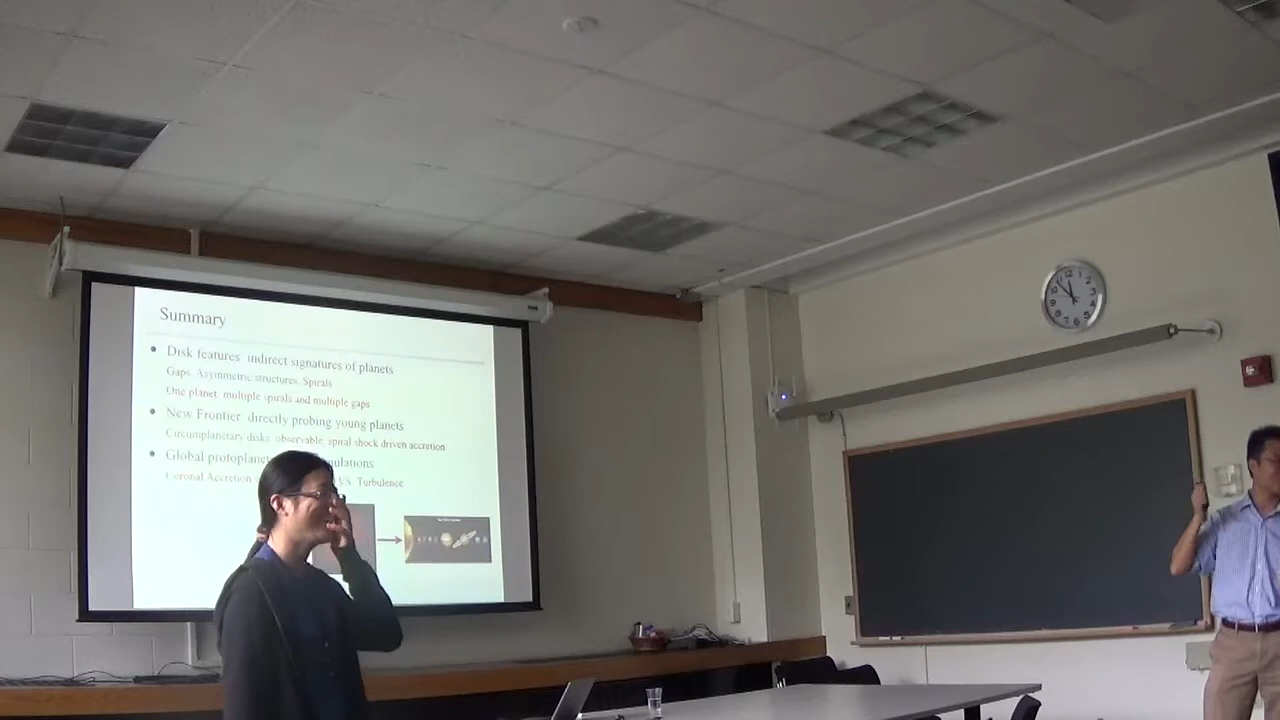 Summary
Disk features indirect signatures of planets
Gaps, Asymmetric structures, Spirals
One planet multiple spirals and multiple gaps
New Frontier directly probing young planets
Circumplanetary disks observable, spiral shock driven accretion
Global protoplanet
Coronal Accretion Turbulence